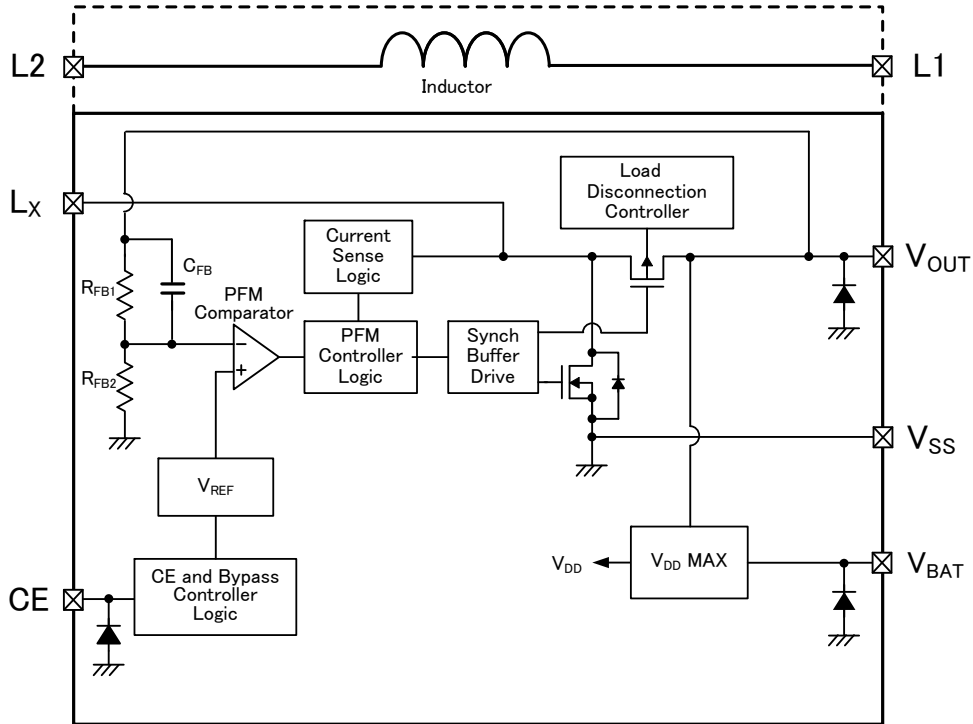 L2
L1
Inductor
LX
Load
Disconnection
Controller
Current
Sense
Logic
VOUT
CFB
RFB1
PFM
Comparator
−
+
PFM
Controller
Logic
Synch
Buffer
Drive
RFB2
VSS
VREF
VDD
VDD MAX
VBAT
CE
CE and Bypass
Controller
Logic